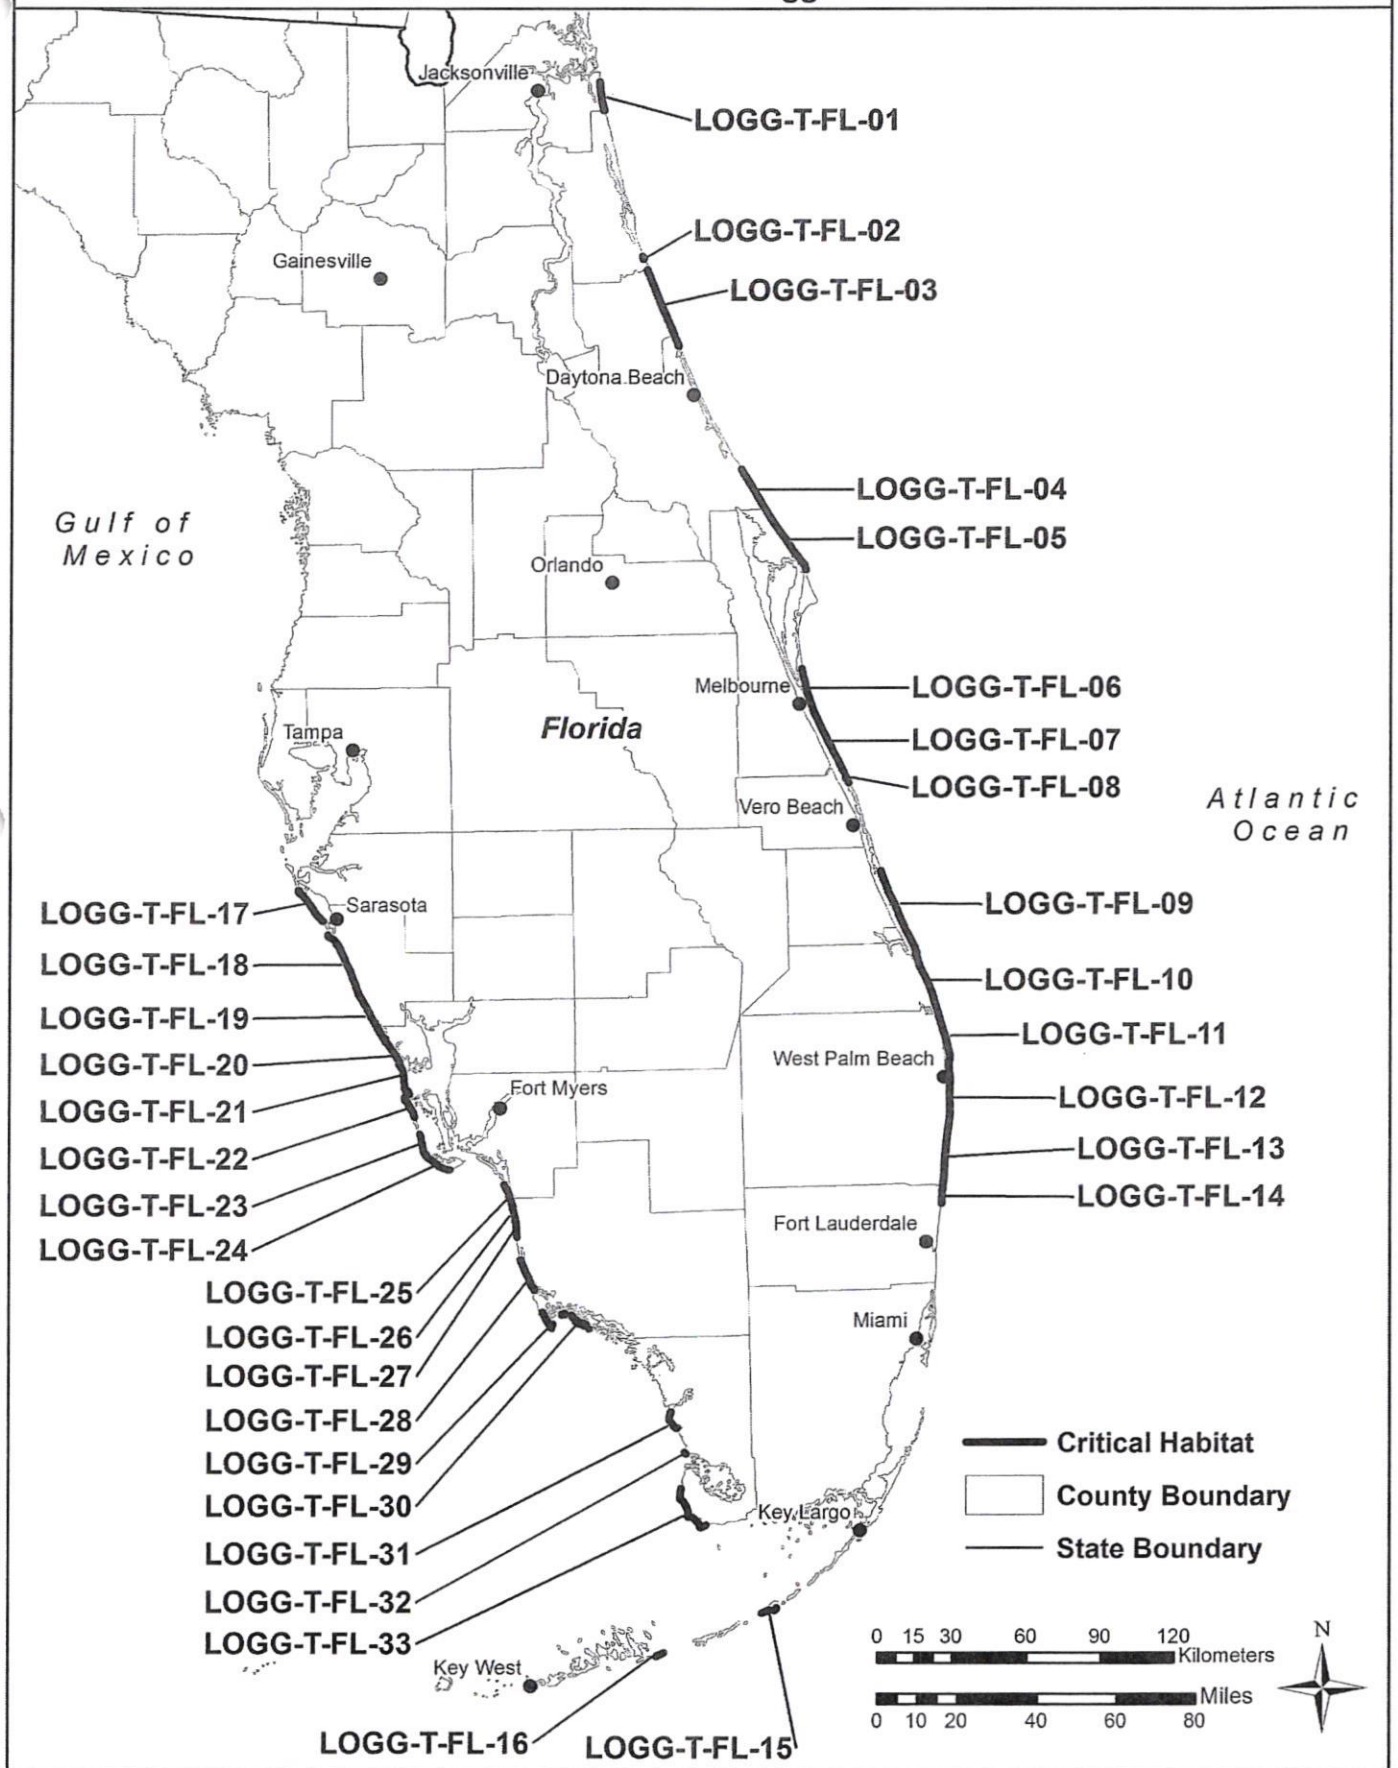 Jacksonville
LOGG-T-FL-01
LOGG-T-FL-02
Gainesville
LOGG-T-FL-03
Daytona Beach
LOGG-T-FL-04
Gulf of
Mexico
LOGG-T-FL-05
Orlando
Melbourne
LOGG-T-FL-06
Tampa
Florida
LOGG-T-FL-07
LOGG-T-FL-08
Vero Beach
Atlantic
Ocean
LOGG-T-FL-17
Sarasota
LOGG-T-FL-09
LOGG-T-FL-18
LOGG-T-FL-10
LOGG-T-FL-19
LOGG-T-FL-11
LOGG-T-FL-20
West Palm Beach
Fort Myers
LOGG-T-FL-12
LOGG-T-FL-21
LOGG-T-FL-22
LOGG-T-FL-13
LOGG-T-FL-23
LOGG-T-FL-14
LOGG-T-FL-24
Fort Lauderdale
LOGG-T-FL-25
Miami
LOGG-T-FL-26
LOGG-T-FL-27
LOGG-T-FL-28
LOGG-T-FL-29
LOGG-T-FL-30
LOGG-T-FL-31
LOGG-T-FL-32
LOGG-T-FL-33
Critical Habitat
County Boundary
State Boundary
Key Largo
0 15 30 60 90 120
Kilometers
Miles
0 10 20 40 60 80
N
Key West
LOGG-T-FL-16
LOGG-T-FL-15